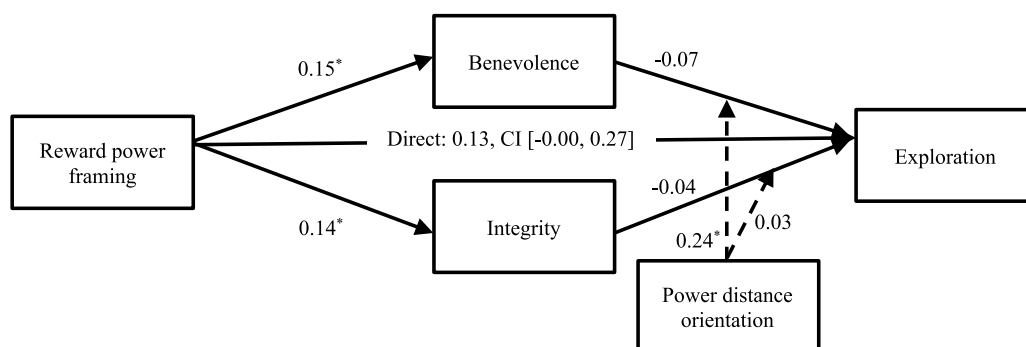 Benevolence
0.15*
-0.07
Reward power
framing
Direct: 0.13, CI [-0.00, 0.27]
Exploration
0.14*
Integrity
-0.04
0.24*
0.03
Power distance
orientation